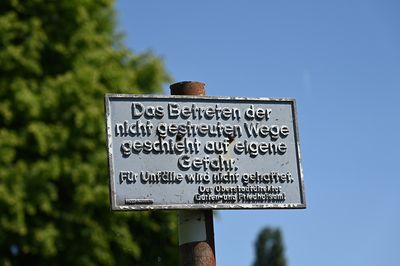 Das Betreten der
nicht gestreuten Wege
geschieht auf eigene
Gefahr.
Für Unfälle wird nicht gehaftet.
Der Oberstadtdirektor
Garten- und Friedhofsamt.